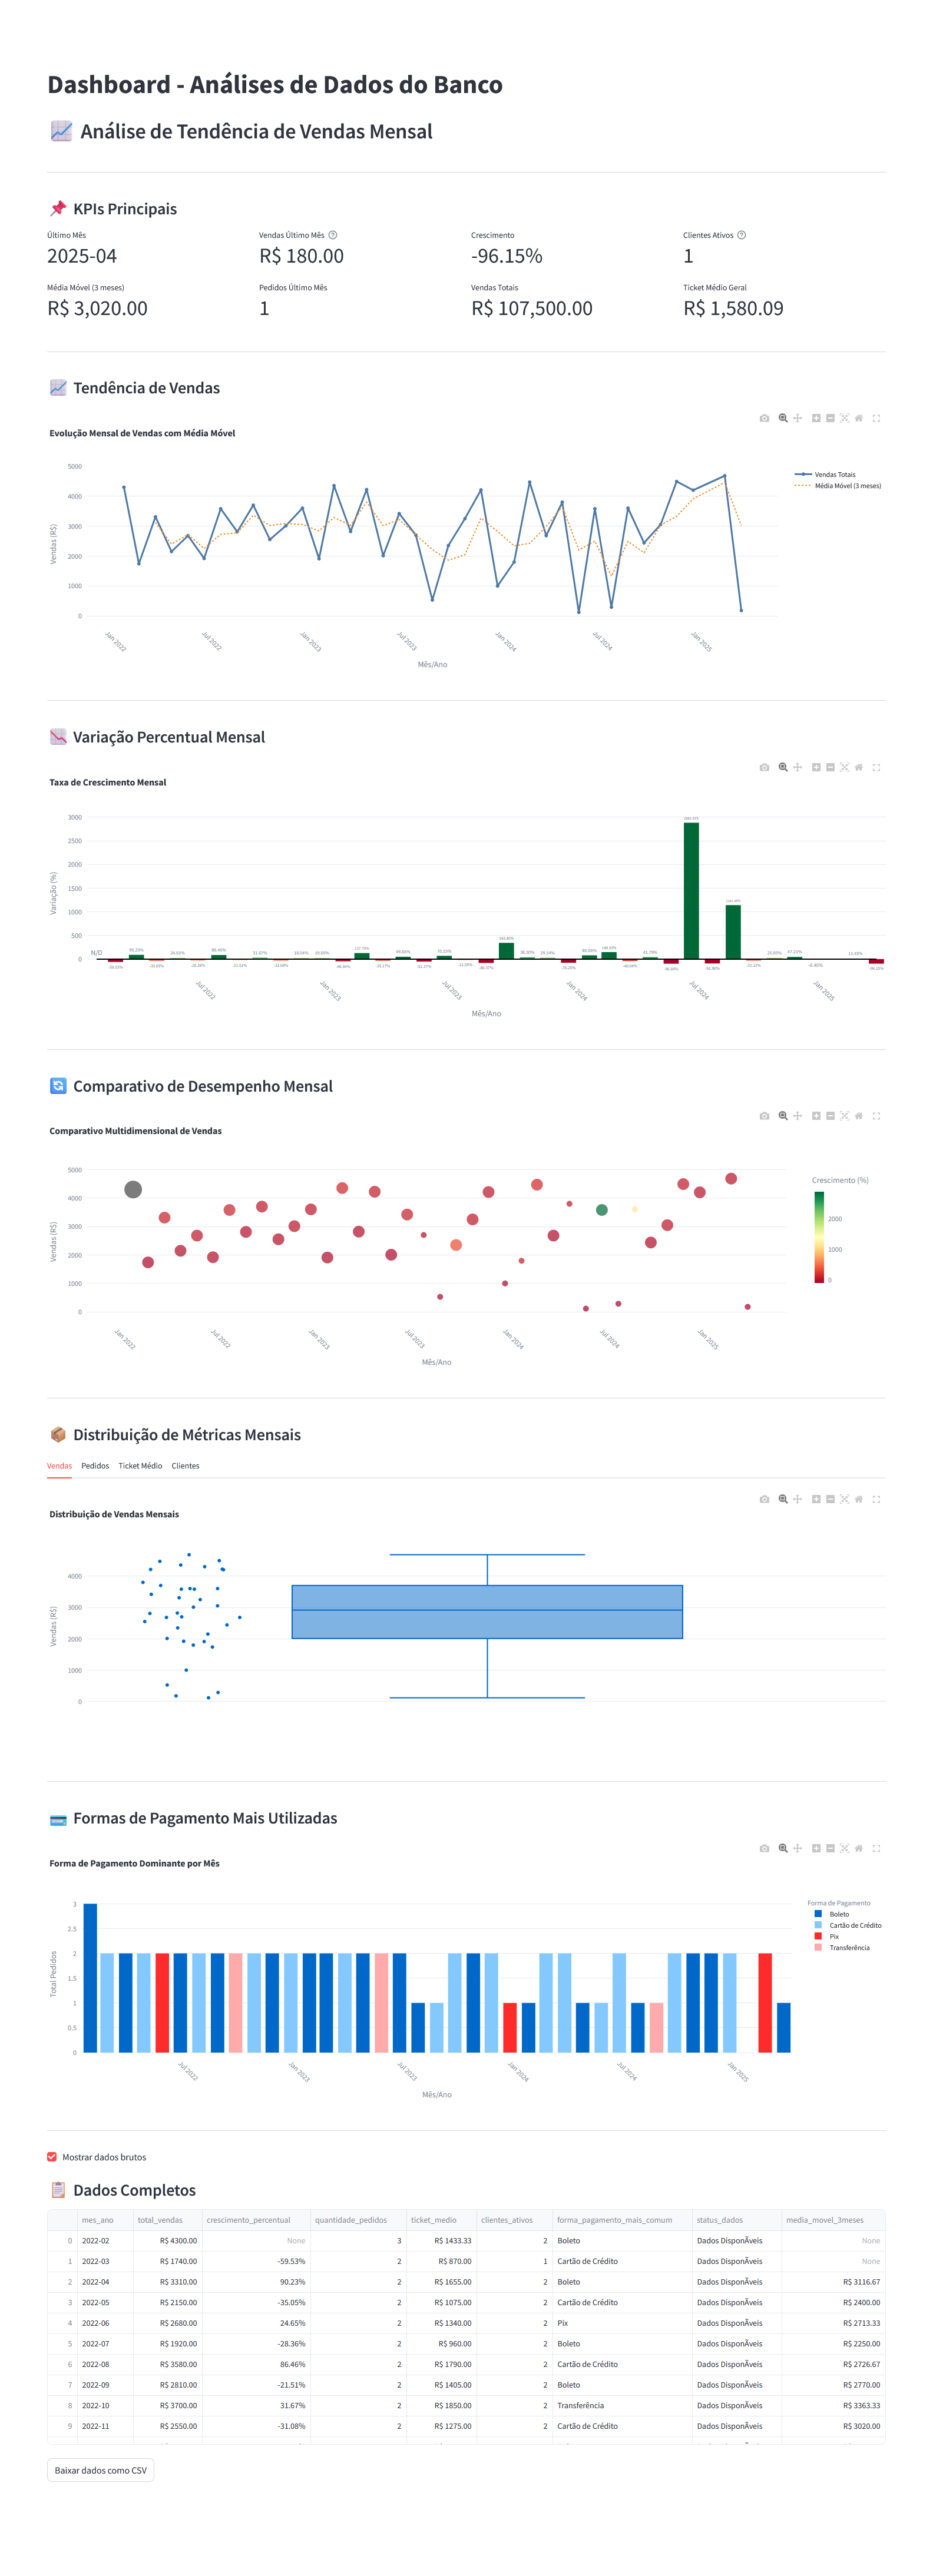 Dashboard - Análises de Dados do Banco
Análise de Tendência de Vendas Mensal
KPIs Principais
Último Mês
2025-04
Vendas Último Mês
R$ 180.00
Crescimento
-96.15%
Clientes Ativos
1
Média Móvel (3 meses)
R$ 3,020.00
Pedidos Último Mês
1
Vendas Totais
R$ 107,500.00
Ticket Médio Geral
R$ 1,580.09
Tendência de Vendas
Evolução Mensal de Vendas com Média Móvel
5000
4000
3000
2000
1000
0
Vendas (R$)
Vendas Totais
Média Móvel (3 meses)
Jan 2022
Jul 2022
Jan 2023
Jul 2023
Jan 2024
Jul 2024
Jan 2025
Mês/Ano
Variação Percentual Mensal
Taxa de Crescimento Mensal
3000
2500
2000
1500
1000
500
0
Variação (%)
N/D
Jul 2022
Jan 2023
Jul 2023
Jan 2024
Jul 2024
Jan 2025
Mês/Ano
Comparativo de Desempenho Mensal
Comparativo Multidimensional de Vendas
5000
4000
3000
2000
1000
0
Vendas (R$)
Crescimento (%)
2000
1000
0
Jan 2022
Jul 2022
Jan 2023
Jul 2023
Jan 2024
Jul 2024
Jan 2025
Mês/Ano
Distribuição de Métricas Mensais
Vendas Pedidos Ticket Médio Clientes
Distribuição de Vendas Mensais
4000
3000
2000
1000
0
Vendas (R$)
Formas de Pagamento Mais Utilizadas
Forma de Pagamento Dominante por Mês
3
2.5
2
1.5
1
0.5
0
Total Pedidos
Forma de Pagamento
Boleto
Cartão de Crédito
Pix
Transferência
Jul 2022
Jan 2023
Jul 2023
Jan 2024
Jul 2024
Jan 2025
Mês/Ano
Mostrar dados brutos
Dados Completos
mes_ano total_vendas crescimento_percentual quantidade_pedidos ticket_medio clientes_ativos forma_pagamento_mais_comum status_dados media_movel_3meses
0 2022-02 R$ 4300.00 None 3 R$ 1433.33 2 Boleto Dados DisponÃveis None
1 2022-03 R$ 1740.00 -59.53% 2 R$ 870.00 1 Cartão de Crédito Dados DisponÃveis None
2 2022-04 R$ 3310.00 90.23% 2 R$ 1655.00 2 Boleto Dados DisponÃveis R$ 3116.67
3 2022-05 R$ 2150.00 -35.05% 2 R$ 1075.00 2 Cartão de Crédito Dados DisponÃveis R$ 2400.00
4 2022-06 R$ 2680.00 24.65% 2 R$ 1340.00 2 Pix Dados DisponÃveis R$ 2713.33
5 2022-07 R$ 1920.00 -28.36% 2 R$ 960.00 2 Boleto Dados DisponÃveis R$ 2250.00
6 2022-08 R$ 3580.00 86.46% 2 R$ 1790.00 2 Cartão de Crédito Dados DisponÃveis R$ 2726.67
7 2022-09 R$ 2810.00 -21.51% 2 R$ 1405.00 2 Boleto Dados DisponÃveis R$ 2770.00
8 2022-10 R$ 3700.00 31.67% 2 R$ 1850.00 2 Transferência Dados DisponÃveis R$ 3363.33
9 2022-11 R$ 2550.00 -31.08% 2 R$ 1275.00 2 Cartão de Crédito Dados DisponÃveis R$ 3020.00
Baixar dados como CSV